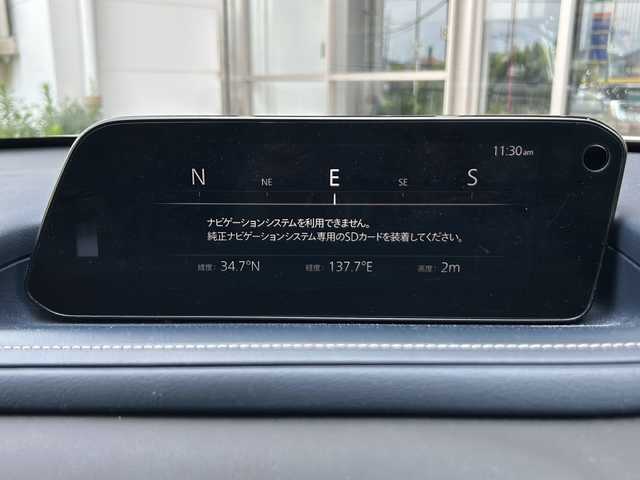 11:30am
N NE E SE S
ナビゲーションシステムを利用できません。
純正ナビゲーションシステム専用のSDカードを装着してください。
緯度: 34.7°N 経度: 137.7°E 高度: 2m